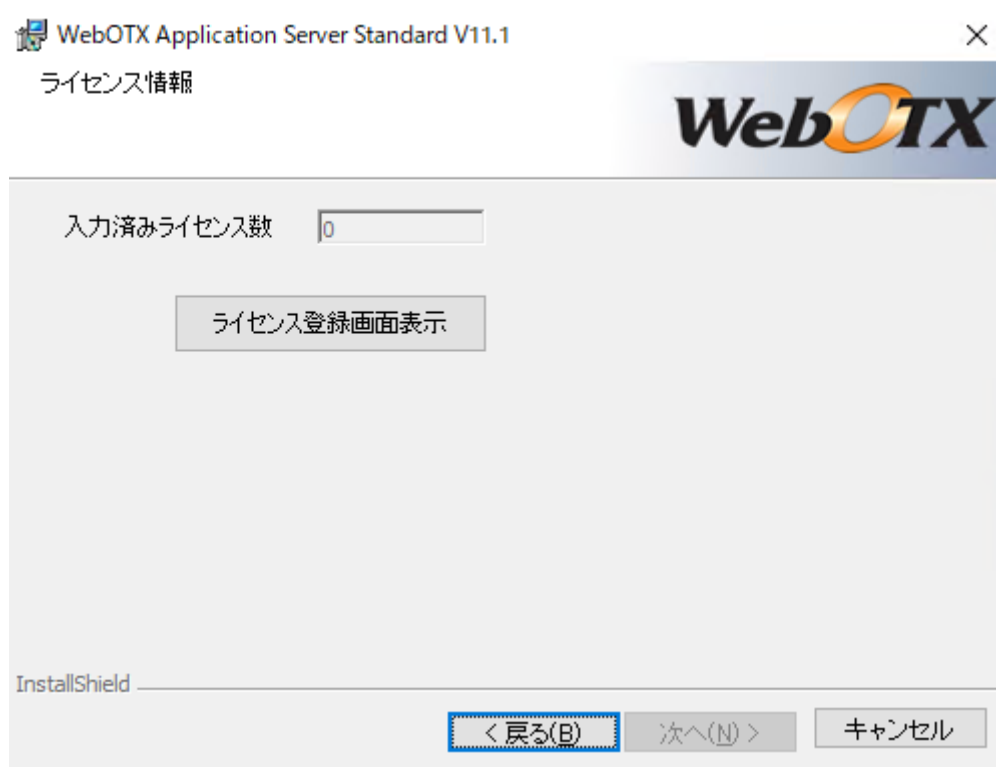 WebOTX Application Server Standard V11.1
ライセンス情報
WebOTX
入力済みライセンス数 0
ライセンス登録画面表示
InstallShield
< 戻る(B) 次へ(N) > キャンセル